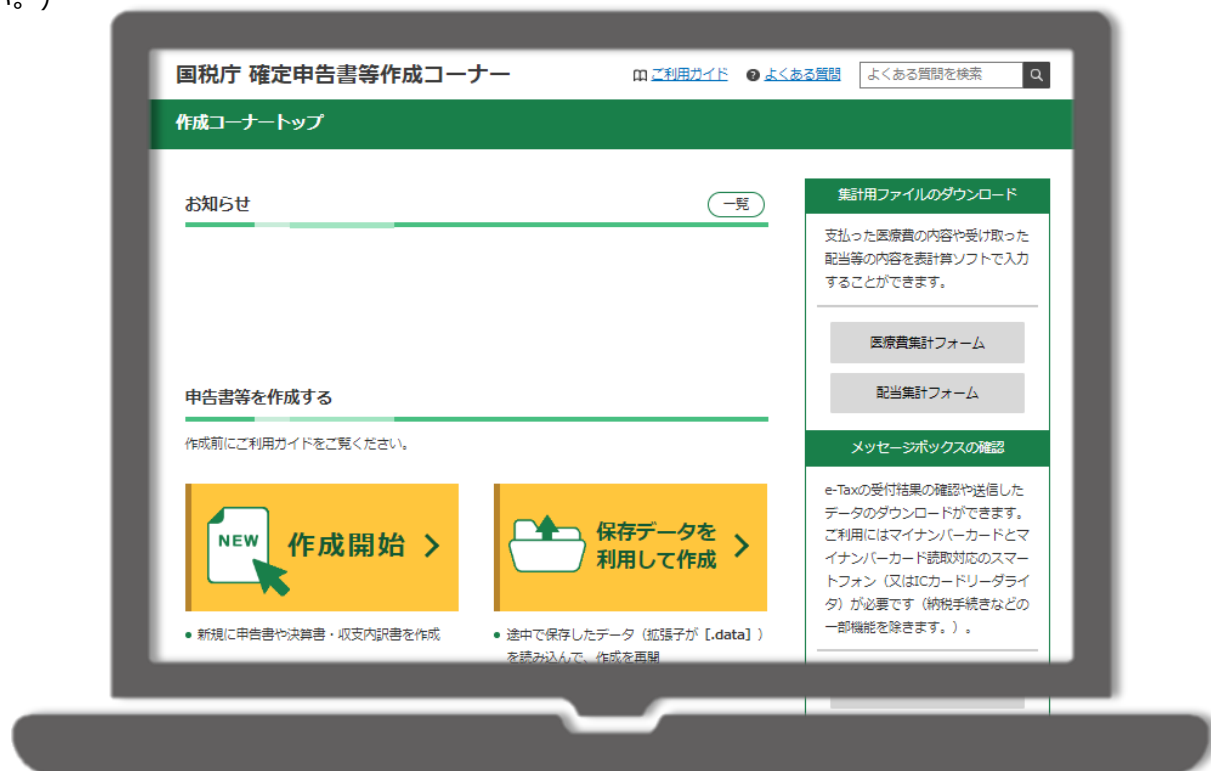 い。）
国税庁 確定申告書等作成コーナー
ご利用ガイド
よくある質問
よくある質問を検索
作成コーナートップ
お知らせ
一覧
申告書等を作成する
作成前にご利用ガイドをご覧ください。
NEW
作成開始
保存データを
利用して作成
● 新規に申告書や決算書・収支内訳書を作成
● 途中で保存したデータ（拡張子が［.data］）
を読み込んで、作成を再開
集計用ファイルのダウンロード
支払った医療費の内容や受け取った
配当等の内容を表計算ソフトで入力
することができます。
医療費集計フォーム
配当集計フォーム
メッセージボックスの確認
e-Taxの受付結果の確認や送信した
データのダウンロードができます。
ご利用にはマイナンバーカードとマ
イナンバーカード読取対応のスマー
トフォン（又はICカードリーダライ
タ）が必要です（納税手続きなどの
一部機能を除きます。）。